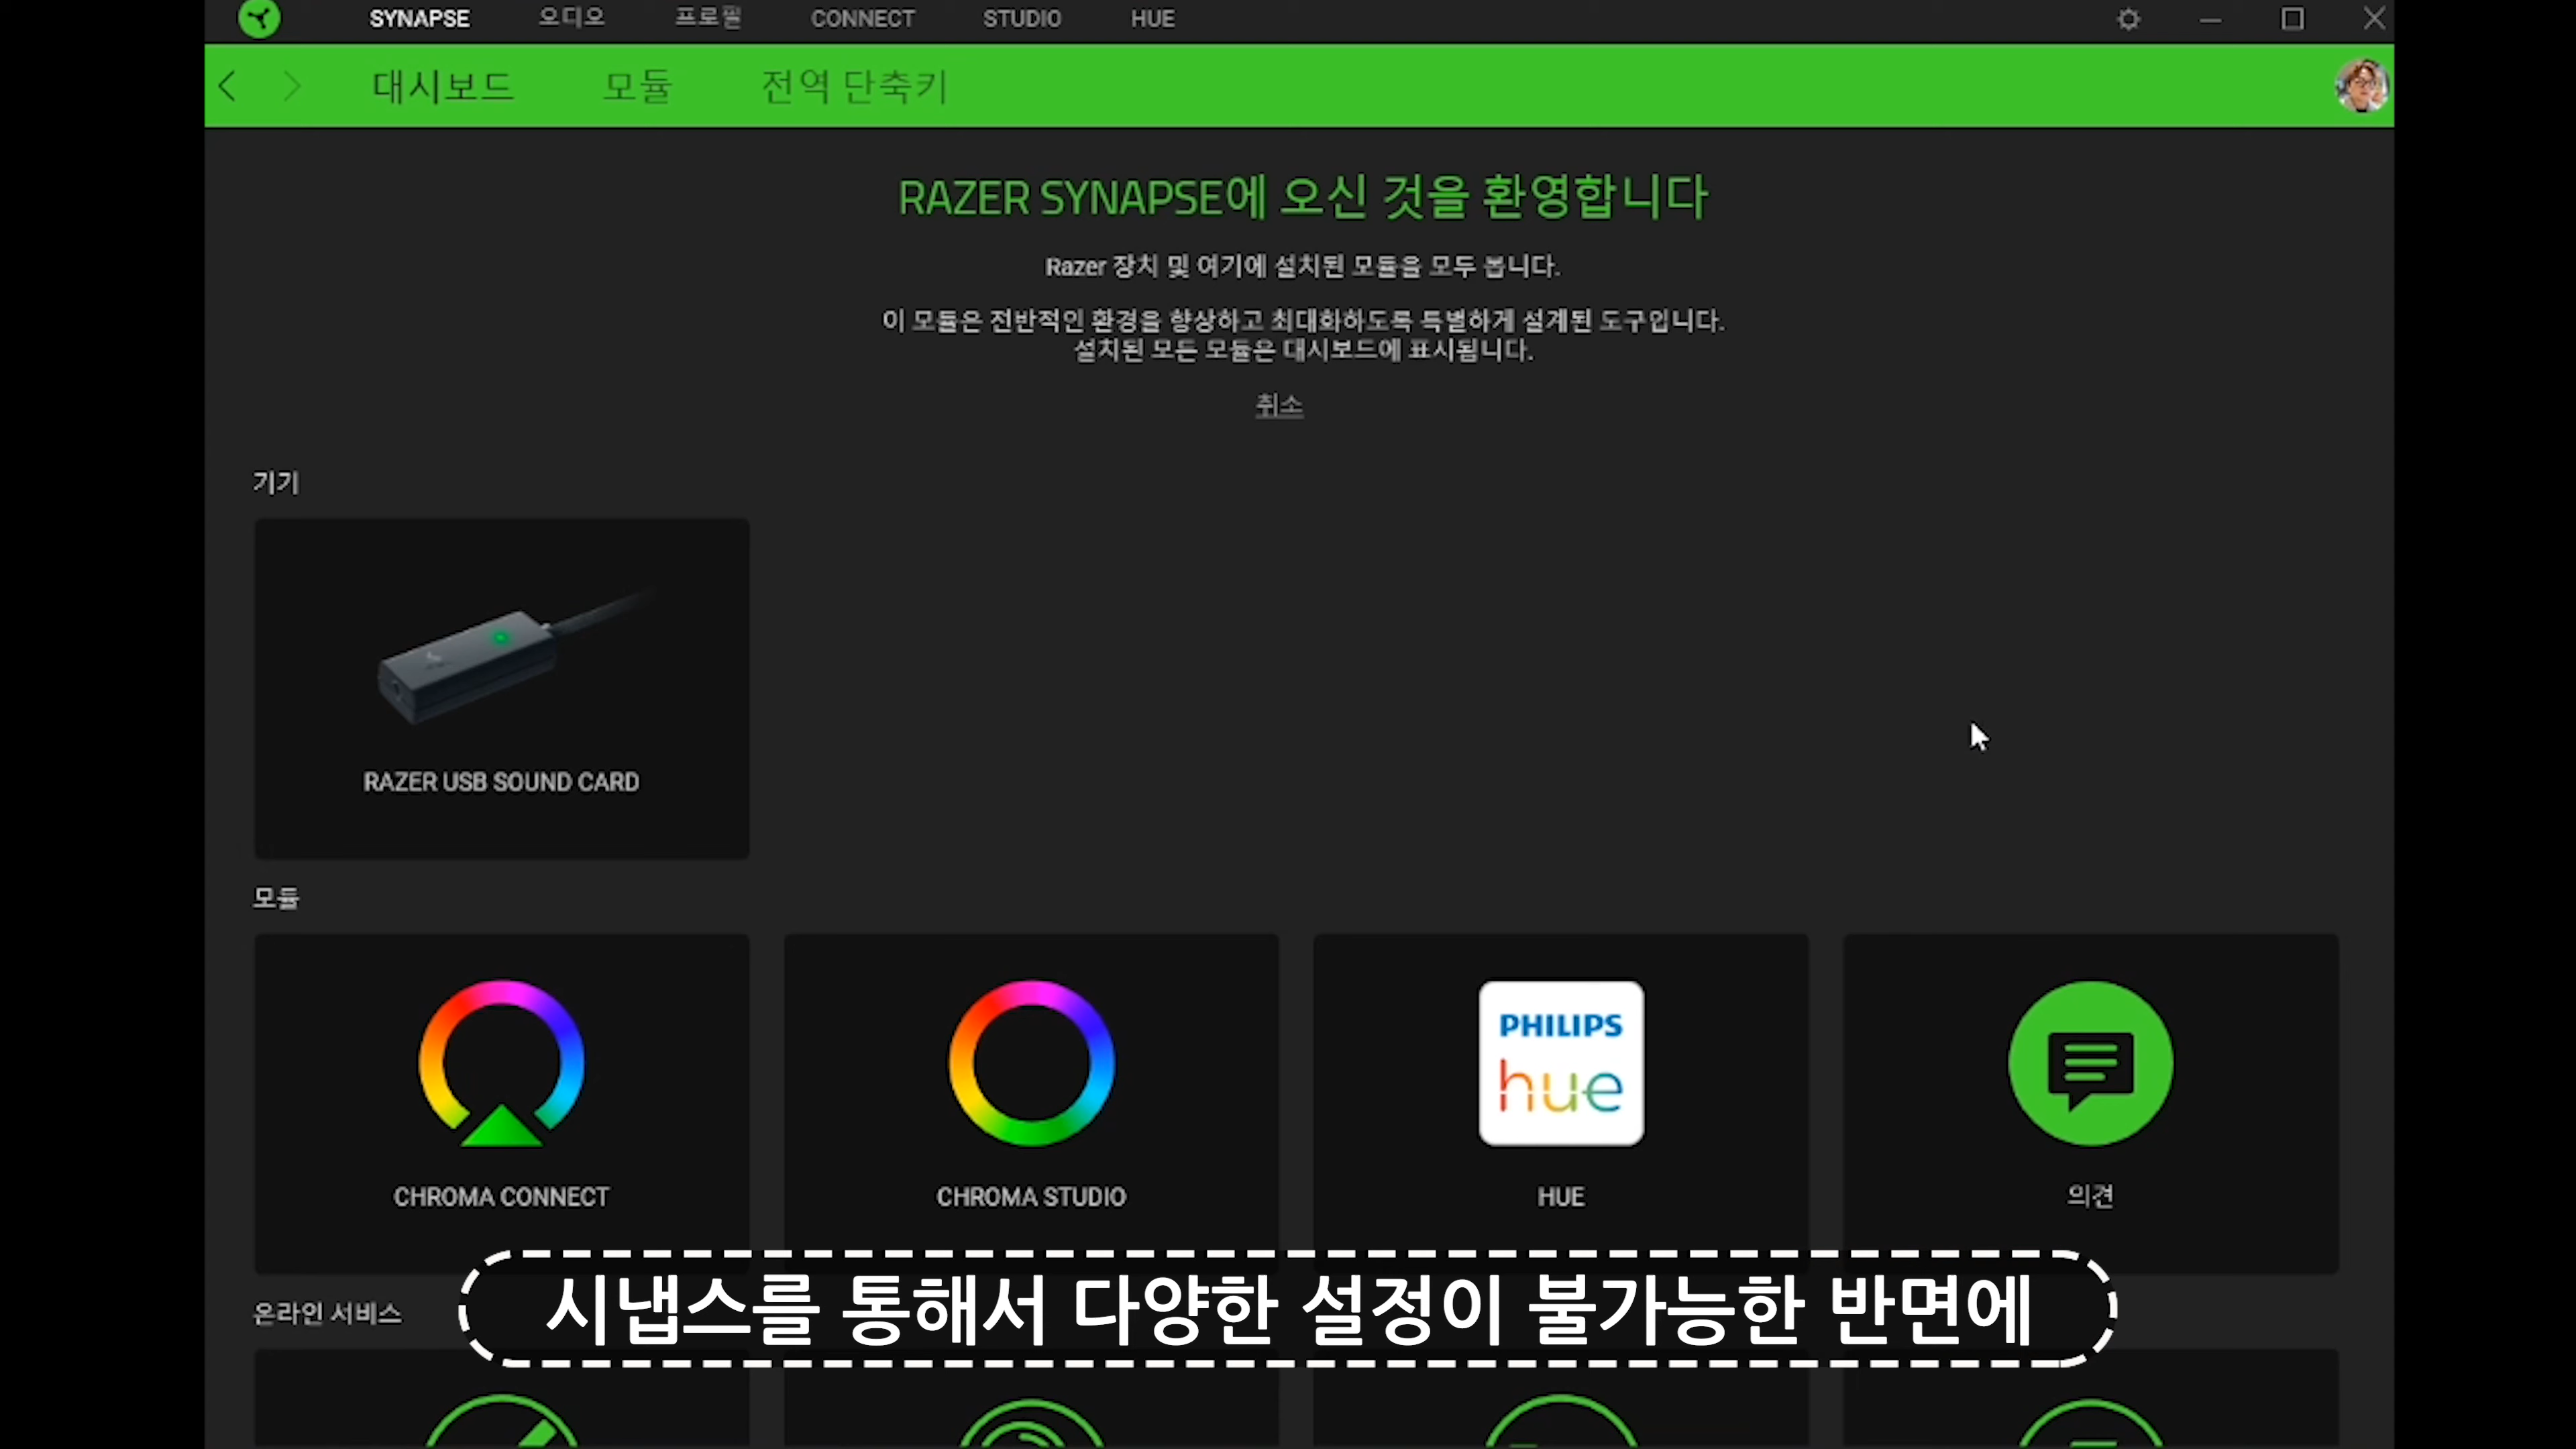 SYNAPSE 오디오 프로필 CONNECT STUDIO HUE
대시보드 모듈 전역 단축키
RAZER SYNAPSE에 오신 것을 환영합니다
Razer 장치 및 여기에 설치된 모듈을 모두 봅니다.
이 모듈은 전반적인 환경을 향상하고 최대화하도록 특별하게 설계된 도구입니다.
설치된 모든 모듈은 대시보드에 표시됩니다.
취소
기기
RAZER USB SOUND CARD
모듈
PHILIPS
hue
CHROMA CONNECT CHROMA STUDIO HUE 의견
시냅스를 통해서 다양한 설정이 불가능한 반면에
온라인 서비스